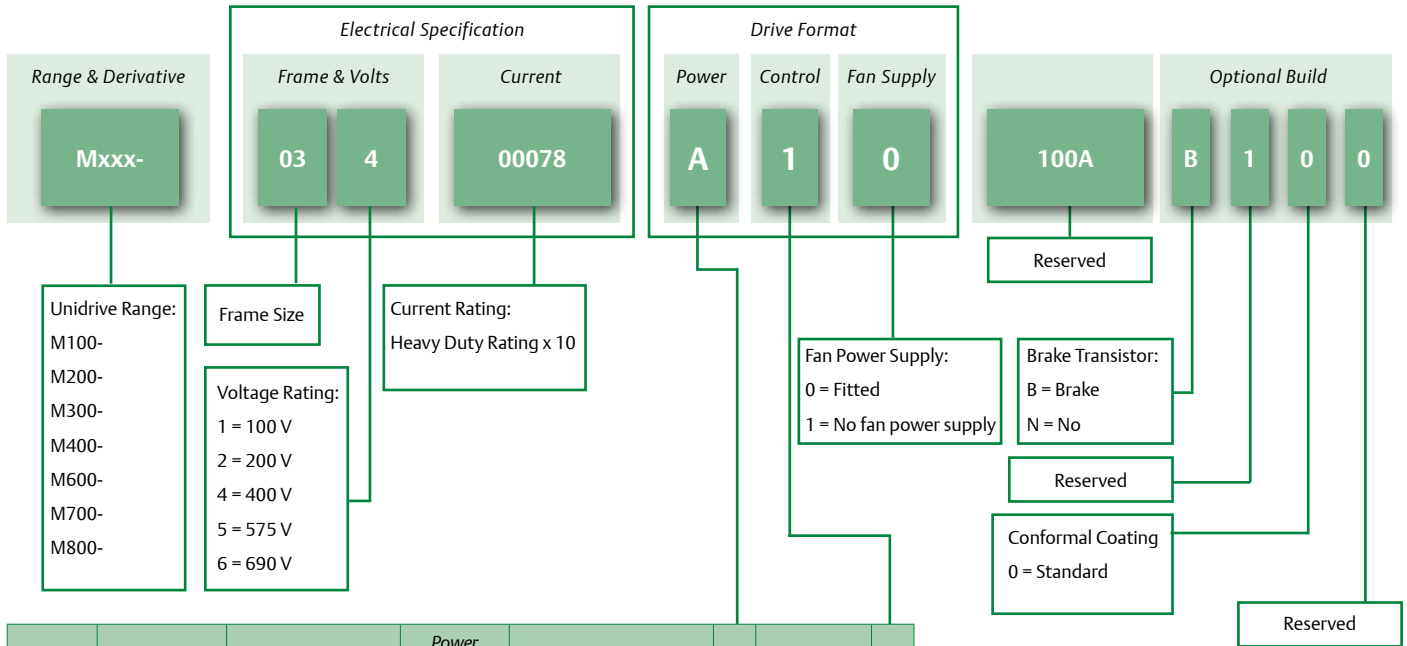 Electrical Specification
Drive Format
Range & Derivative
Frame & Volts
Current
Power
Control
Fan Supply
Optional Build
Mxxx-
03
4
00078
A
1
0
100A
B
1
0
0
Reserved
Unidrive Range:
M100-
M200-
M300-
M400-
M600-
M700-
M800-
Frame Size
Voltage Rating:
1 = 100 V
2 = 200 V
4 = 400 V
5 = 575 V
6 = 690 V
Current Rating:
Heavy Duty Rating x 10
Fan Power Supply:
0 = Fitted
1 = No fan power supply
Brake Transistor:
B = Brake
N = No
Reserved
Conformal Coating
0 = Standard
Reserved
Power